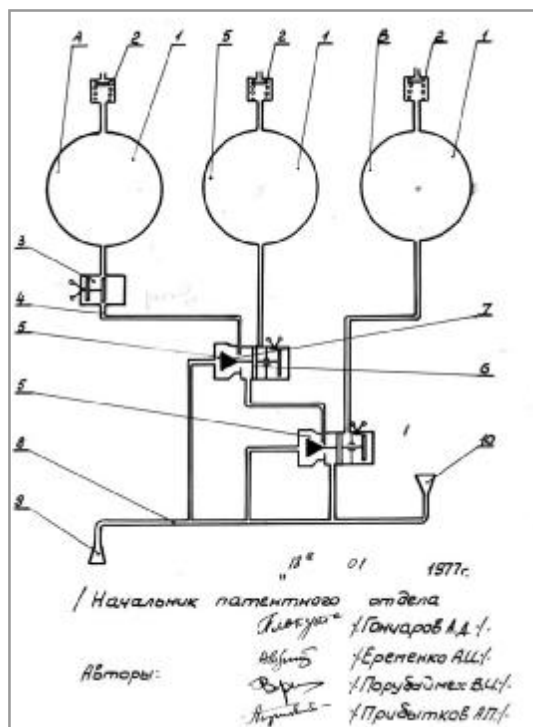 А 2 1 Б 2 1 В 2 1
3
4
5 7
6
5
10
8
9
"13" 01 1977г.
/ Начальник патентного отдела
/Гончаров А.Д./.
/Еременко А.И./.
Авторы: /Порубаймех В.И./.
/Прибытков А.П./.